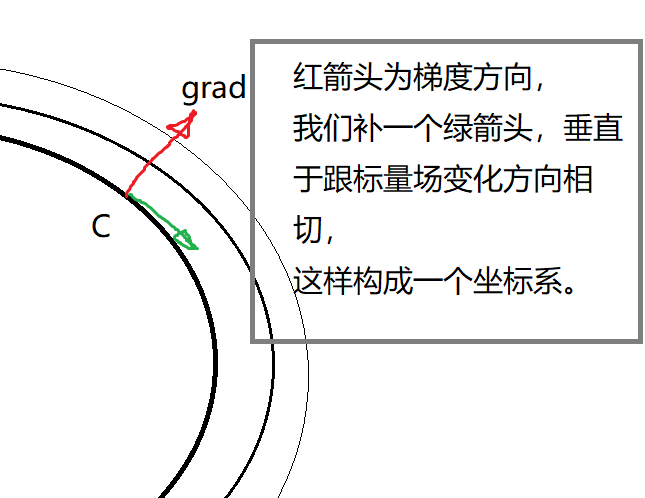 grad
C
红箭头为梯度方向，
我们补一个绿箭头，垂直
于跟标量场变化方向相
切，
这样构成一个坐标系。